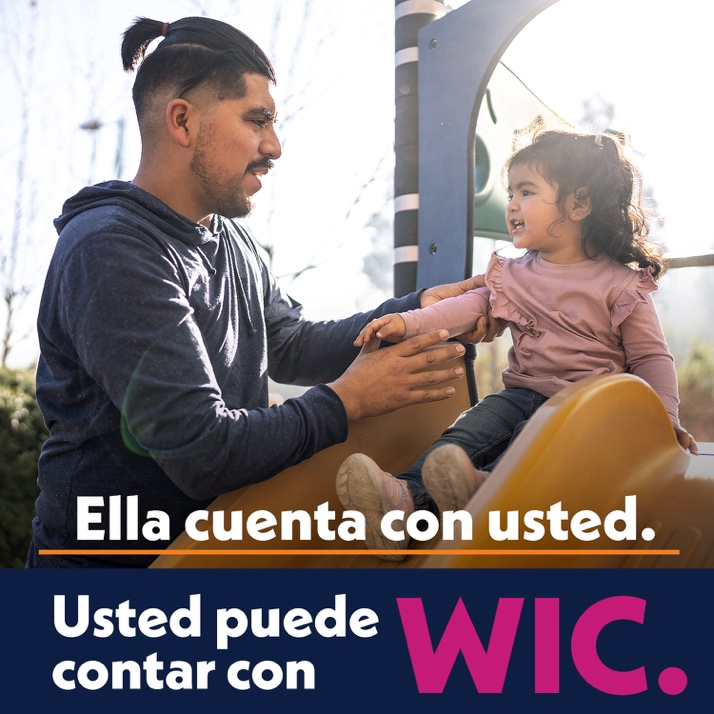 Ella cuenta con usted.
Usted puede
contar con
WIC.